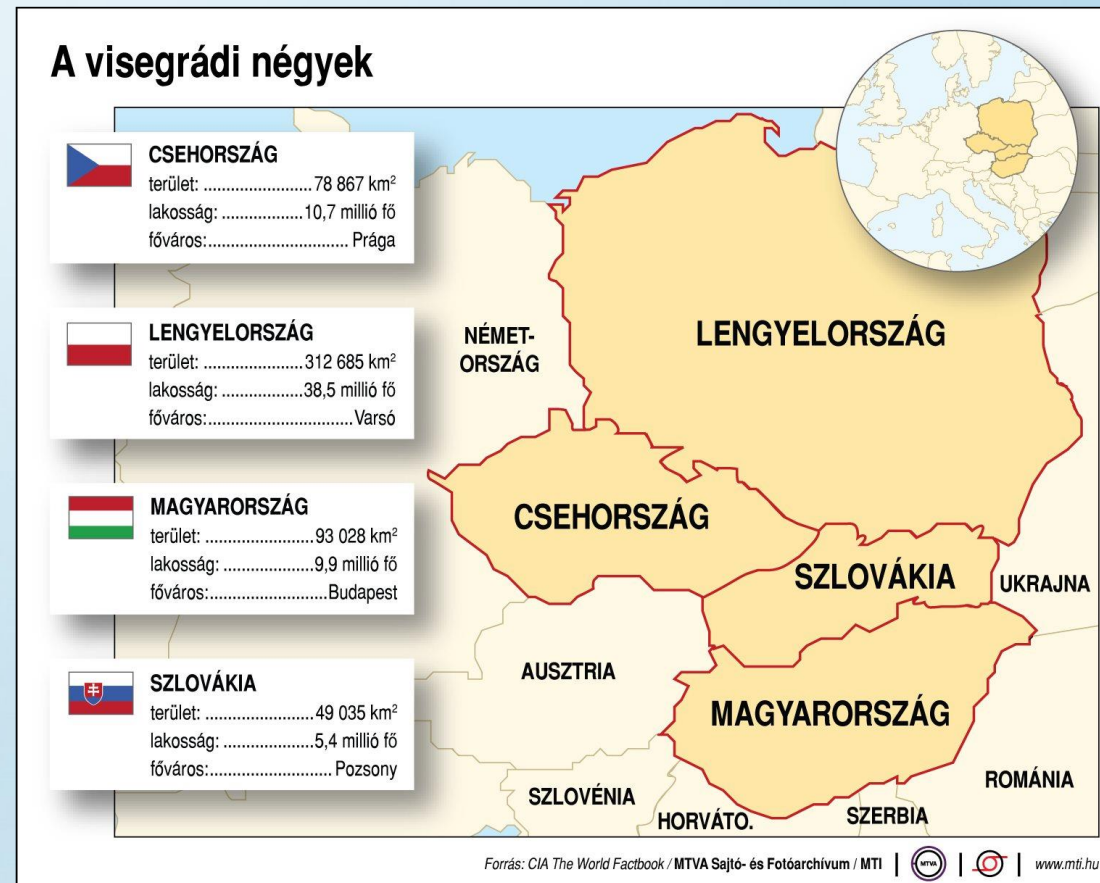 A visegrádi négyek
CSEHORSZÁG
terület: ........................78 867 km²
lakosság: ..................10,7 millió fő
főváros:............................... Prága
LENGYELORSZÁG
terület: ......................312 685 km²
lakosság: ..................38,5 millió fő
főváros:................................Varsó
MAGYARORSZÁG
terület: ........................93 028 km²
lakosság: ....................9,9 millió fő
főváros:..........................Budapest
SZLOVÁKIA
terület: ........................49 035 km²
lakosság: ....................5,4 millió fő
főváros:........................... Pozsony
NÉMET-
ORSZÁG
LENGYELORSZÁG
CSEHORSZÁG
SZLOVÁKIA
UKRAJNA
AUSZTRIA
MAGYARORSZÁG
ROMÁNIA
SZLOVÉNIA
HORVÁTO.
SZERBIA
Forrás: CIA The World Factbook / MTVA Sajtó- és Fotóarchívum / MTI | MTVA | | www.mti.hu